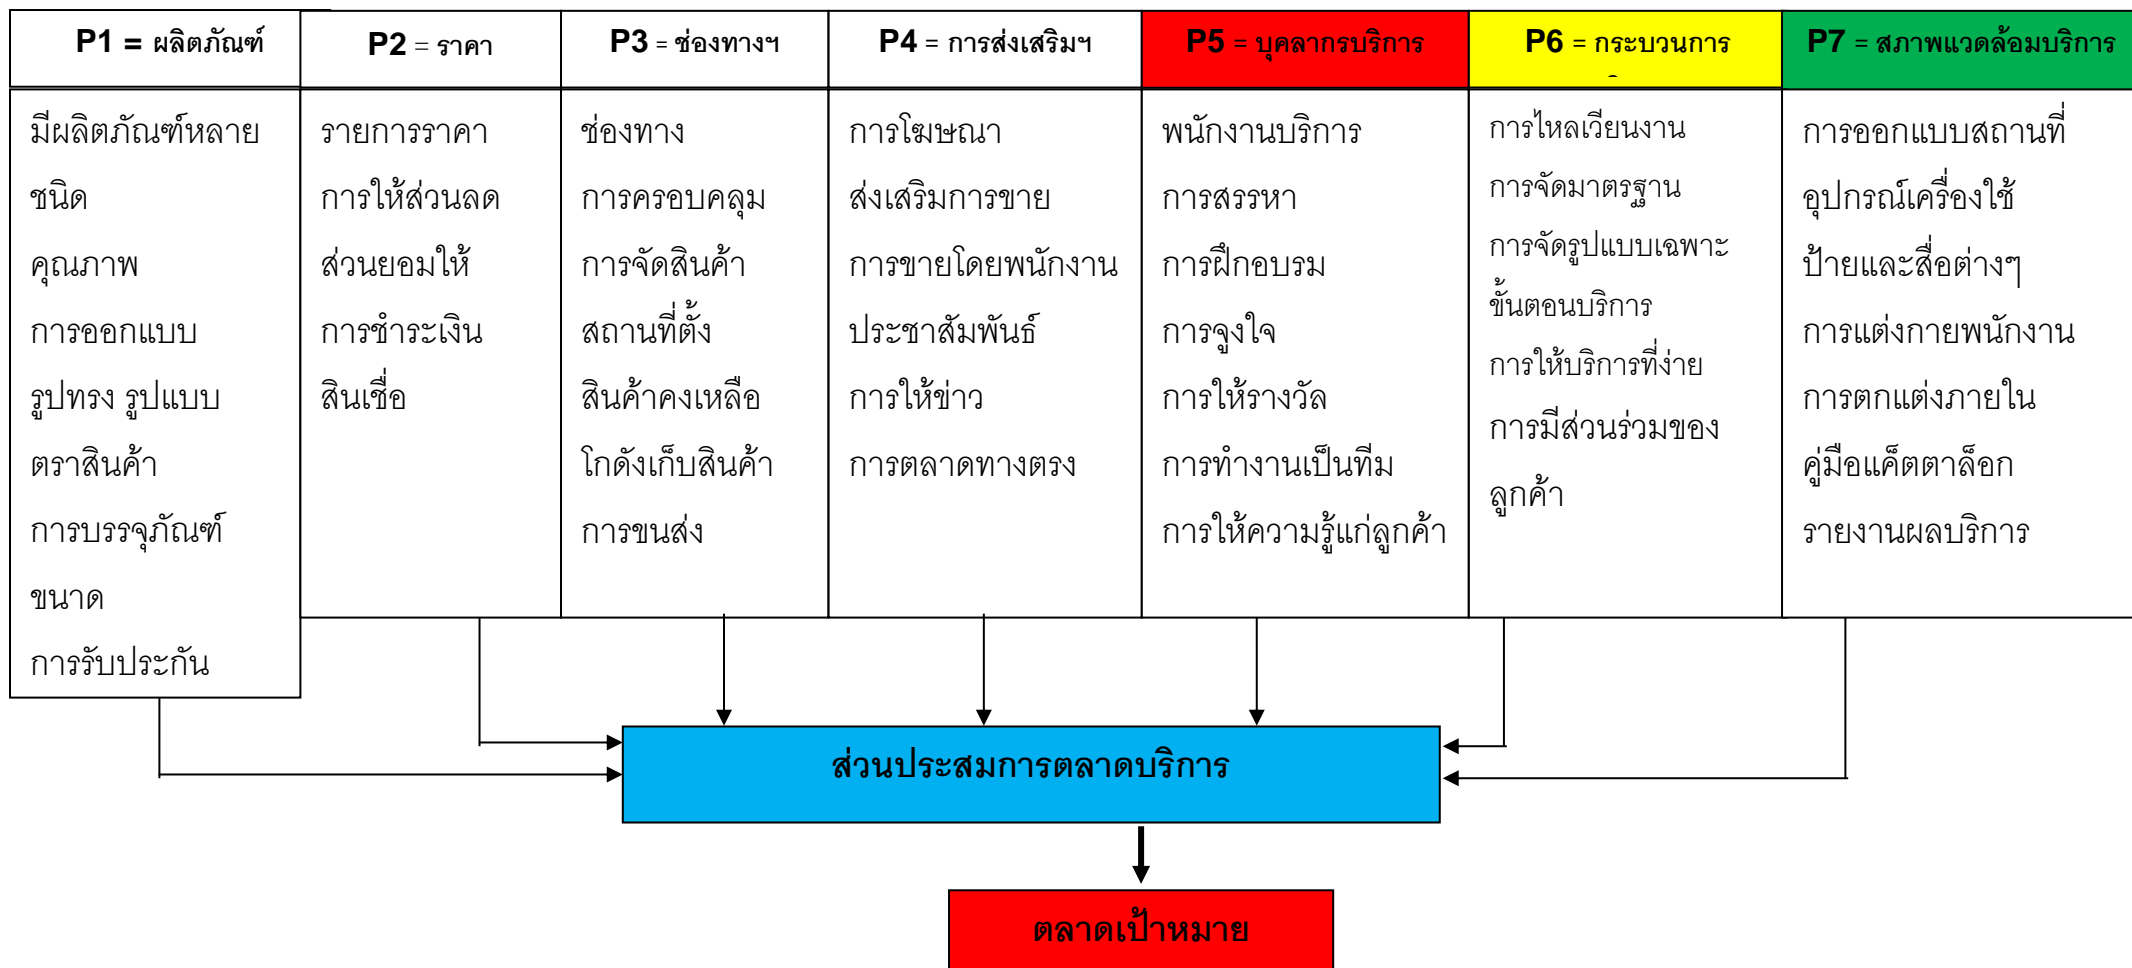 P1 = ผลิตภัณฑ์
มีผลิตภัณฑ์หลาย
ชนิด
คุณภาพ
การออกแบบ
รูปทรง รูปแบบ
ตราสินค้า
การบรรจุภัณฑ์
ขนาด
การรับประกัน
P2 = ราคา
รายการราคา
การให้ส่วนลด
ส่วนยอมให้
การชำระเงิน
สินเชื่อ
P3 = ช่องทางฯ
ช่องทาง
การครอบคลุม
การจัดสินค้า
สถานที่ตั้ง
สินค้าคงเหลือ
โกดังเก็บสินค้า
การขนส่ง
P4 = การส่งเสริมฯ
การโฆษณา
ส่งเสริมการขาย
การขายโดยพนักงาน
ประชาสัมพันธ์
การให้ข่าว
การตลาดทางตรง
P5 = บุคลากรบริการ
พนักงานบริการ
การสรรหา
การฝึกอบรม
การจูงใจ
การให้รางวัล
การทำงานเป็นทีม
การให้ความรู้แก่ลูกค้า
P6 = กระบวนการ
การไหลเวียนงาน
การจัดมาตรฐาน
การจัดรูปแบบเฉพาะ
ขั้นตอนบริการ
การให้บริการที่ง่าย
การมีส่วนร่วมของ
ลูกค้า
P7 = สภาพแวดล้อมบริการ
การออกแบบสถานที่
อุปกรณ์เครื่องใช้
ป้ายและสื่อต่างๆ
การแต่งกายพนักงาน
การตกแต่งภายใน
คู่มือแค็ตตาล็อก
รายงานผลบริการ
ส่วนประสมการตลาดบริการ
ตลาดเป้าหมาย